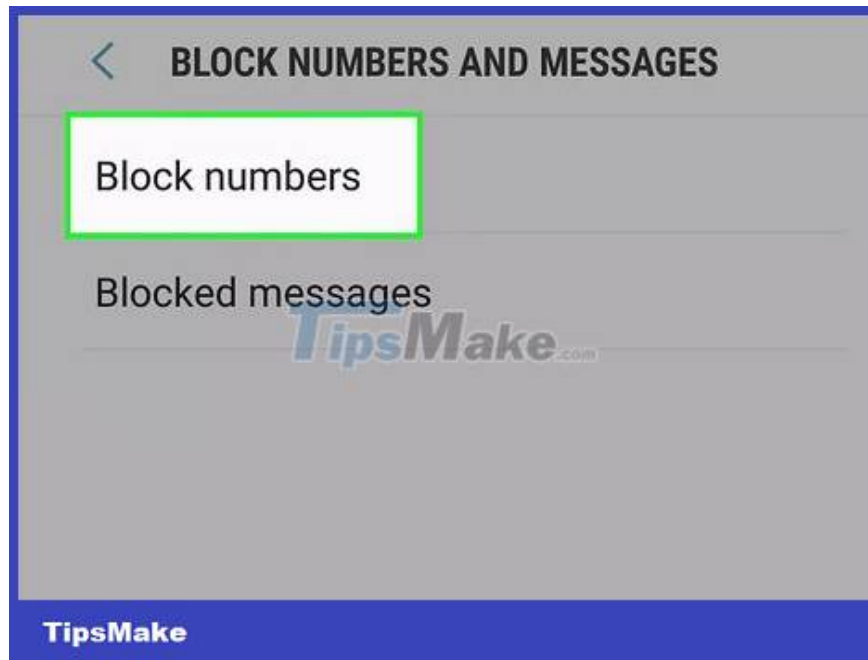 BLOCK NUMBERS AND MESSAGES
Block numbers
Blocked messages
TipsMake.com
TipsMake